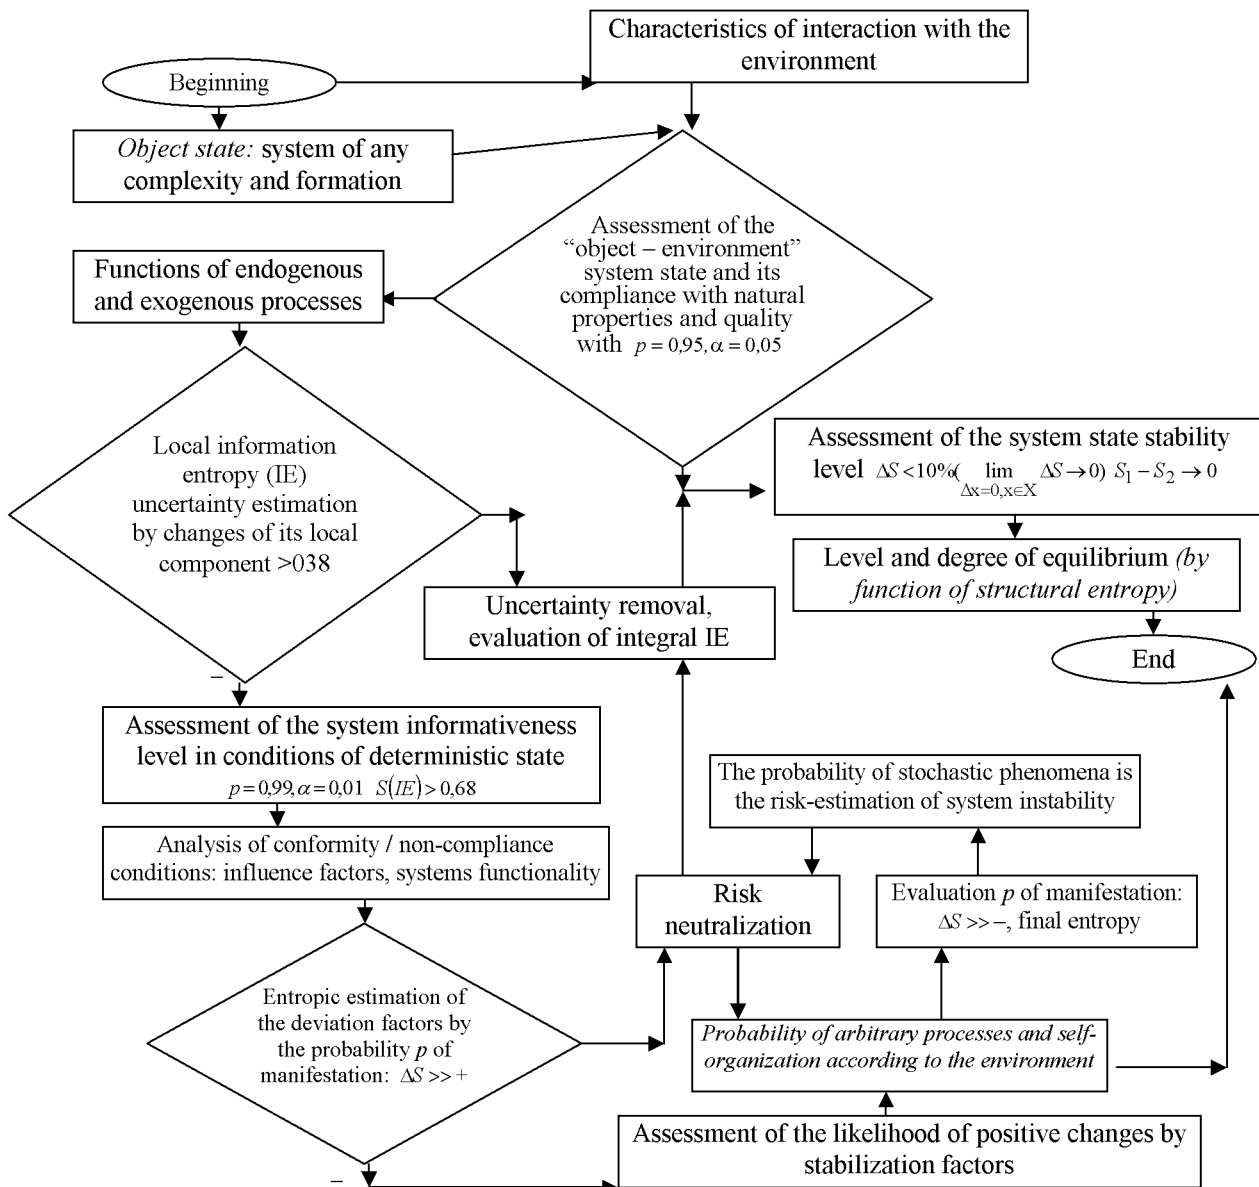 Characteristics of interaction with the
environment
Beginning
Object state: system of any
complexity and formation
Assessment of the
“object – environment”
system state and its
compliance with natural
properties and quality
with p = 0,95, α = 0,05
Functions of endogenous
and exogenous processes
Local information
entropy (IE)
uncertainty estimation
by changes of its local
component >038
Assessment of the system state stability
level ΔS <10%( lim ΔS → 0) S₁ − S₂ → 0
Δx=0,x∈X
Level and degree of equilibrium (by
function of structural entropy)
End
Uncertainty removal,
evaluation of integral IE
–
Assessment of the system informativeness
level in conditions of deterministic state
p = 0,99, α = 0,01 S(IE) > 0,68
The probability of stochastic phenomena is
the risk-estimation of system instability
Analysis of conformity / non-compliance
conditions: influence factors, systems functionality
Risk
neutralization
Evaluation p of manifestation:
ΔS >> −, final entropy
Entropic estimation of
the deviation factors by
the probability p of
manifestation: ΔS >> +
Probability of arbitrary processes and self-
organization according to the environment
Assessment of the likelihood of positive changes by
stabilization factors
–